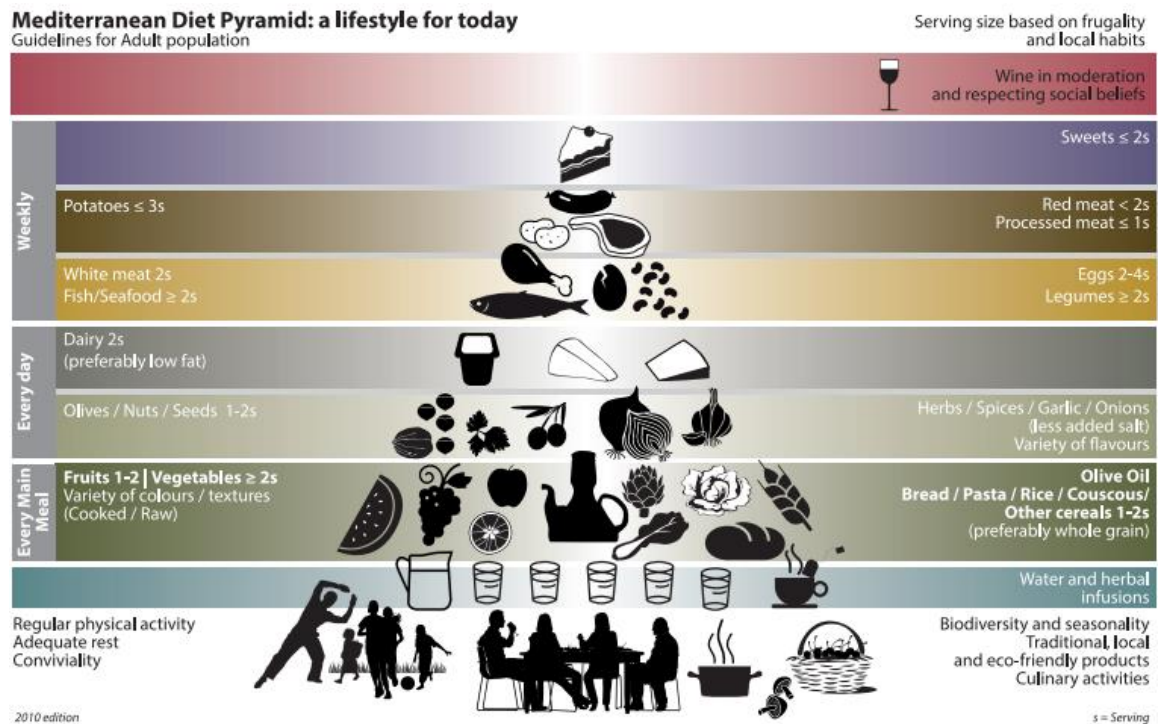 Mediterranean Diet Pyramid: a lifestyle for today
Guidelines for Adult population
Serving size based on frugality
and local habits
Wine in moderation
and respecting social beliefs
Weekly
Sweets ≤ 2s
Potatoes ≤ 3s
Red meat < 2s
Processed meat ≤ 1s
White meat 2s
Fish/Seafood ≥ 2s
Eggs 2-4s
Legumes ≥ 2s
Every day
Dairy 2s
(preferably low fat)
Olives / Nuts / Seeds 1-2s
Herbs / Spices / Garlic / Onions
(less added salt)
Variety of flavours
Every Main
Meal
Fruits 1-2 | Vegetables ≥ 2s
Variety of colours / textures
(Cooked / Raw)
Olive Oil
Bread / Pasta / Rice / Couscous/
Other cereals 1-2s
(preferably whole grain)
Water and herbal
infusions
Regular physical activity
Adequate rest
Conviviality
Biodiversity and seasonality
Traditional, local
and eco-friendly products
Culinary activities
2010 edition
s = Serving